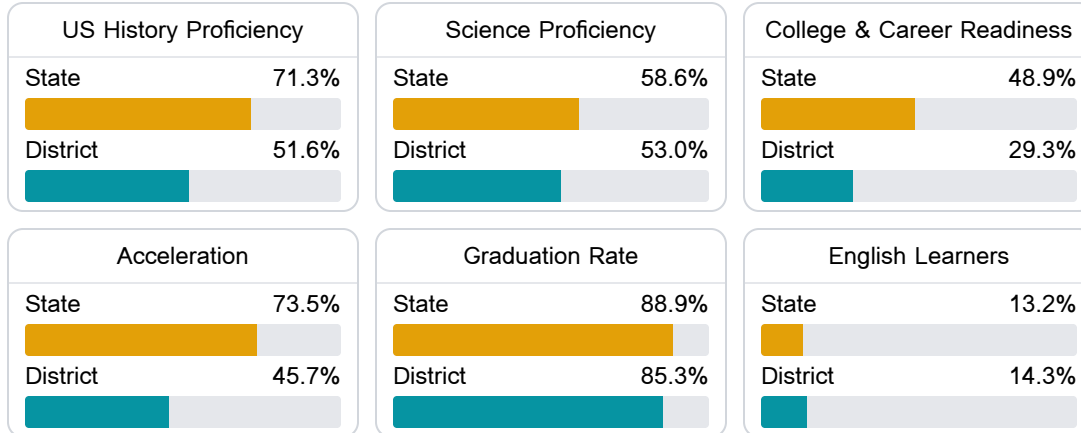 US History Proficiency
State 71.3%
District 51.6%
Science Proficiency
State 58.6%
District 53.0%
College & Career Readiness
State 48.9%
District 29.3%
Acceleration
State 73.5%
District 45.7%
Graduation Rate
State 88.9%
District 85.3%
English Learners
State 13.2%
District 14.3%